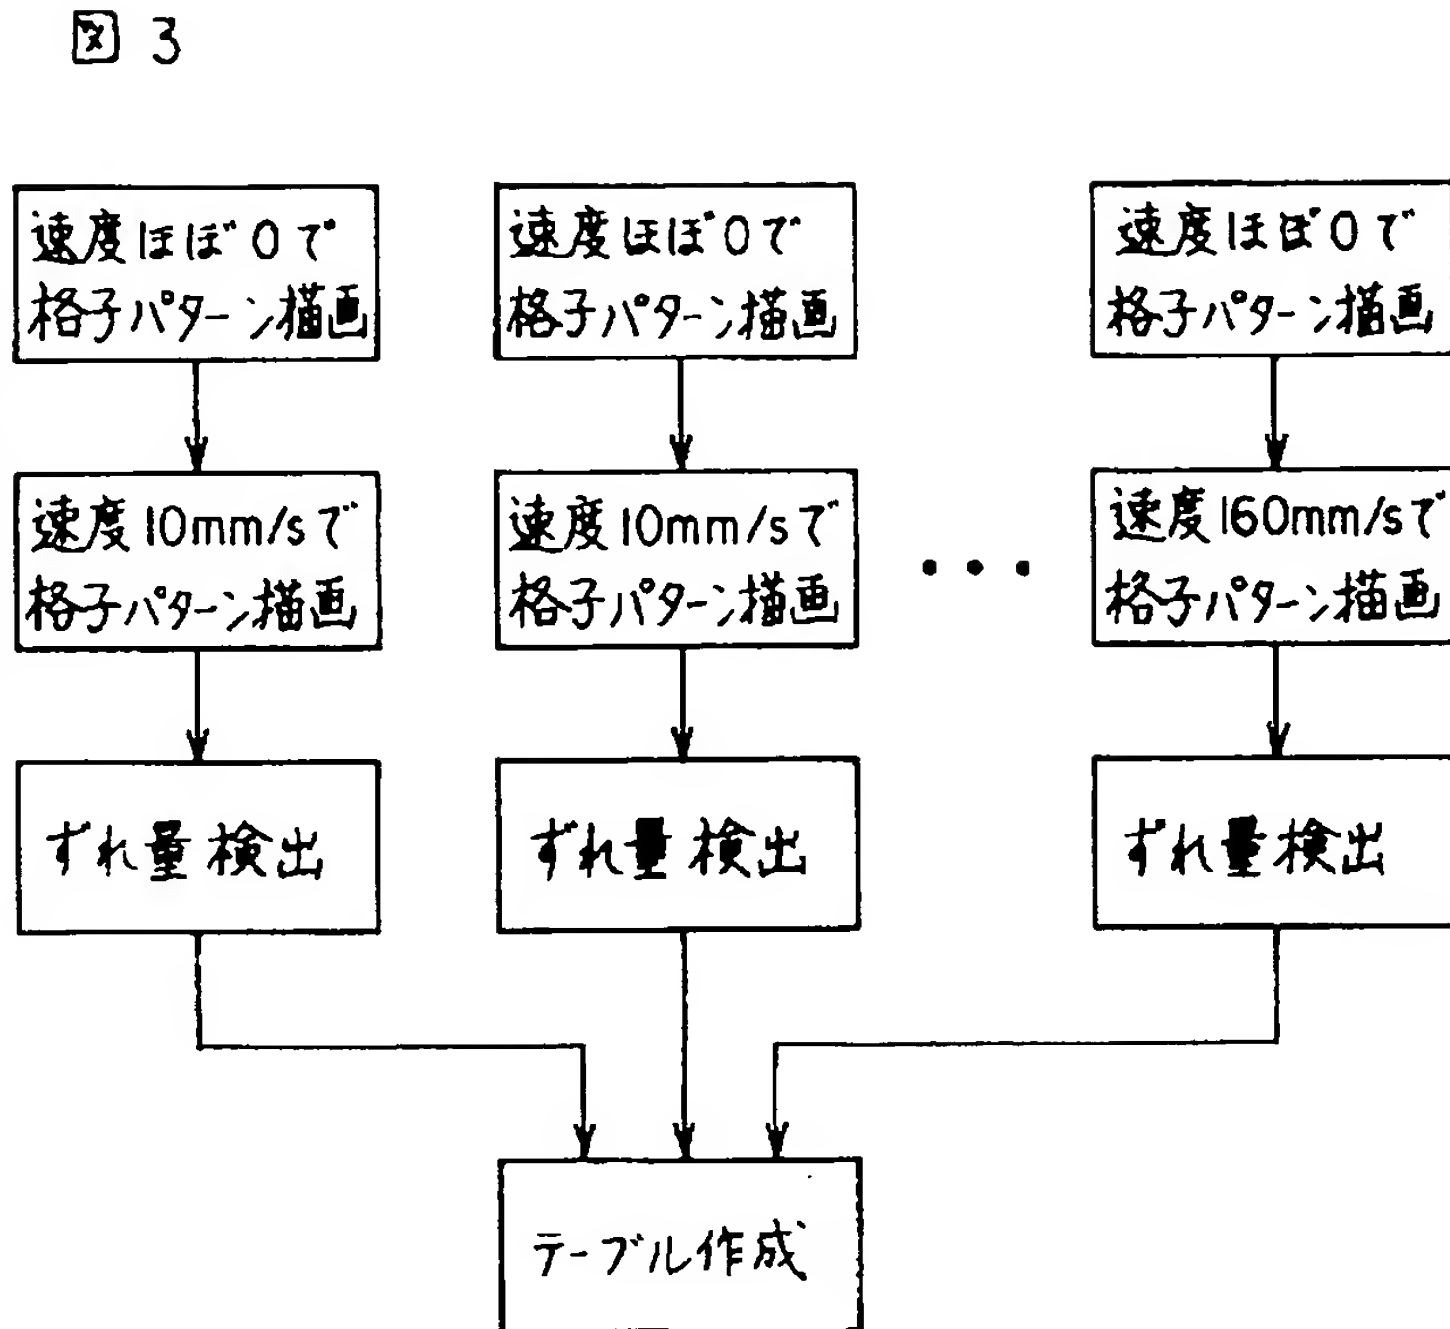 図 3
速度ほぼ0で
格子パターン描画
速度ほぼ0で
格子パターン描画
速度ほぼ0で
格子パターン描画
速度10mm/sで
格子パターン描画
速度10mm/sで
格子パターン描画
速度160mm/sで
格子パターン描画
ずれ量検出
ずれ量検出
ずれ量検出
テーブル作成